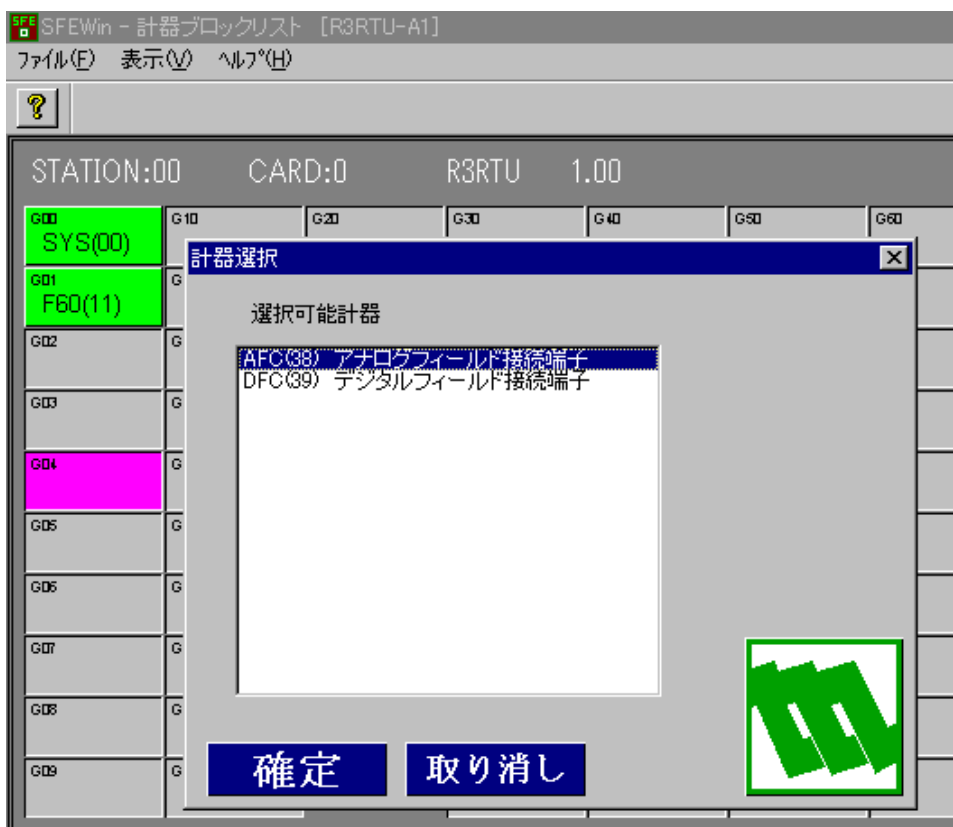 SFE SFEWin - 計器ブロックリスト [R3RTU-A1]
ファイル(F) 表示(V) ヘルプ(H)
?
STATION:00 CARD:0 R3RTU 1.00
G00 G10 G20 G30 G40 G50 G60
SYS(00)
計器選択
G01 G
F60(11)
選択可能計器
G02 G
AFC(38) アナログフィールド接続端子
DFC(39) デジタルフィールド接続端子
G03 G
G04 G
G05 G
G06 G
G07 G
G08 G
確定 取り消し
G09 G